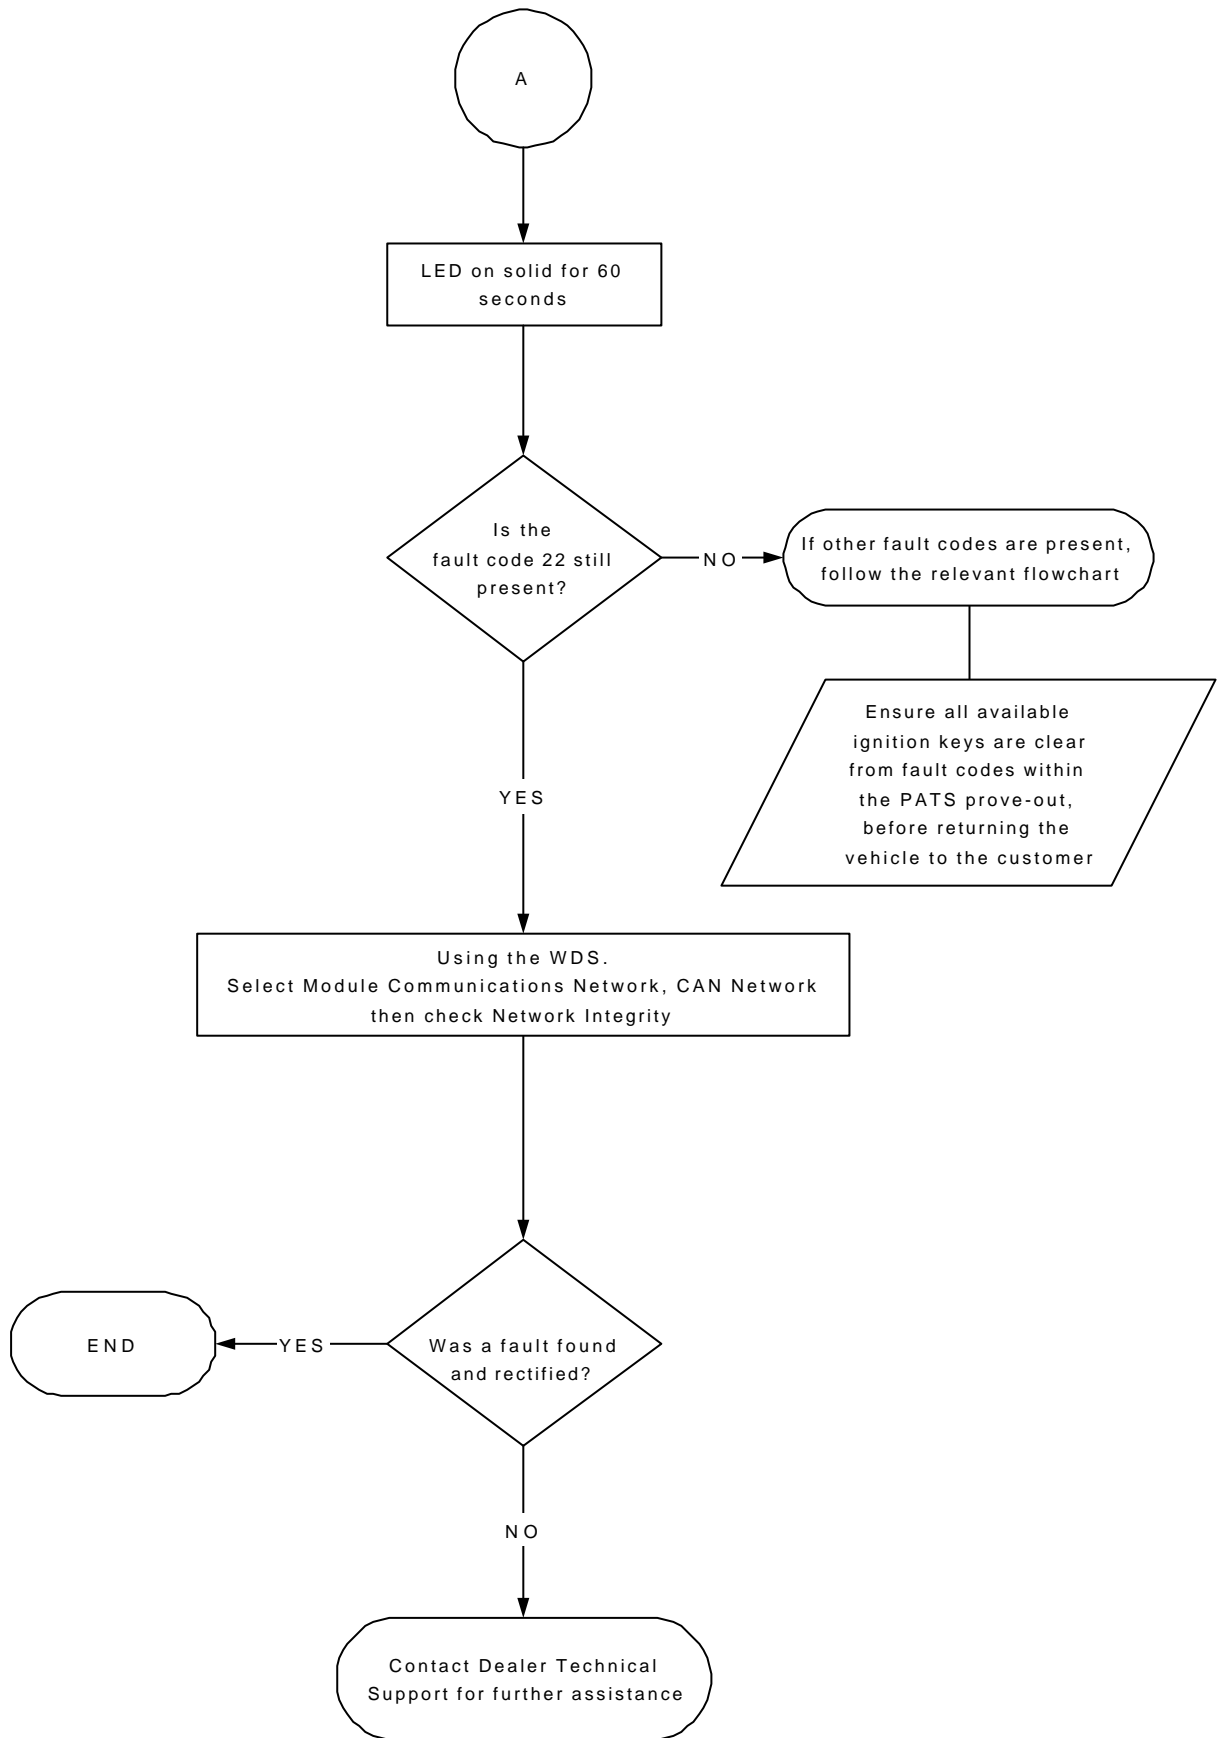 A
LED on solid for 60
seconds
Is the
fault code 22 still
present?
NO
If other fault codes are present,
follow the relevant flowchart
Ensure all available
ignition keys are clear
from fault codes within
the PATS prove-out,
before returning the
vehicle to the customer
YES
Using the WDS.
Select Module Communications Network, CAN Network
then check Network Integrity
Was a fault found
and rectified?
YES
END
NO
Contact Dealer Technical
Support for further assistance